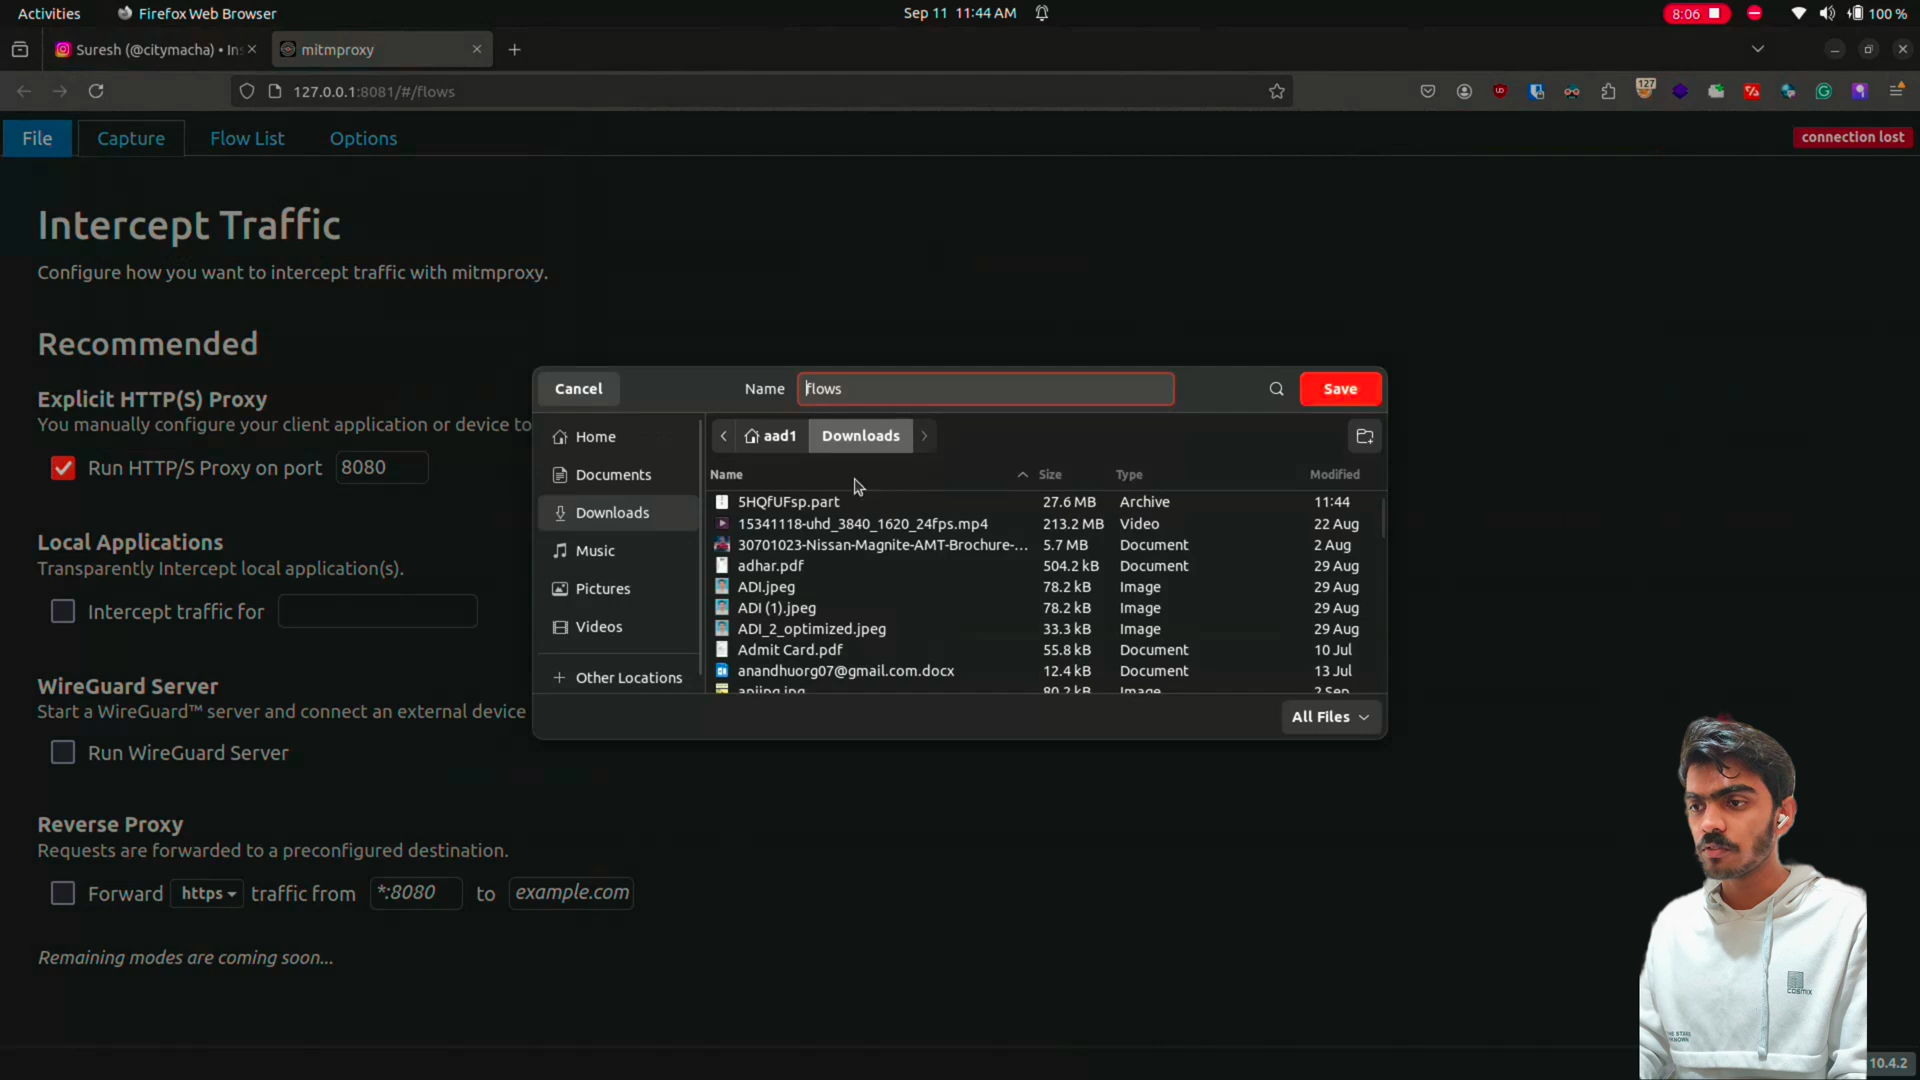 Activities
Firefox Web Browser
Sep 11 11:44 AM
8:06
100 %
Suresh (@citymacha) • In
mitmproxy
127.0.0.1:8081/#/flows
127
File
Capture
Flow List
Options
connection lost
Intercept Traffic
Configure how you want to intercept traffic with mitmproxy.
Recommended
Explicit HTTP(S) Proxy
You manually configure your client application or device to
Run HTTP/S Proxy on port 8080
Local Applications
Transparently Intercept local application(s).
Intercept traffic for
WireGuard Server
Start a WireGuard™ server and connect an external device
Run WireGuard Server
Reverse Proxy
Requests are forwarded to a preconfigured destination.
Forward https traffic from *:8080 to example.com
Remaining modes are coming soon...
Cancel
Name flows
Save
Home
Documents
Downloads
Music
Pictures
Videos
Other Locations
aad1 Downloads
Name Size Type Modified
5HQfUFsp.part 27.6 MB Archive 11:44
15341118-uhd_3840_1620_24fps.mp4 213.2 MB Video 22 Aug
30701023-Nissan-Magnite-AMT-Brochure-... 5.7 MB Document 2 Aug
adhar.pdf 504.2 kB Document 29 Aug
ADI.jpeg 78.2 kB Image 29 Aug
ADI (1).jpeg 78.2 kB Image 29 Aug
ADI_2_optimized.jpeg 33.3 kB Image 29 Aug
Admit Card.pdf 55.8 kB Document 10 Jul
anandhuorg07@gmail.com.docx 12.4 kB Document 13 Jul
80.2 kB Image 2 Sep
All Files
COSMIX
10.4.2